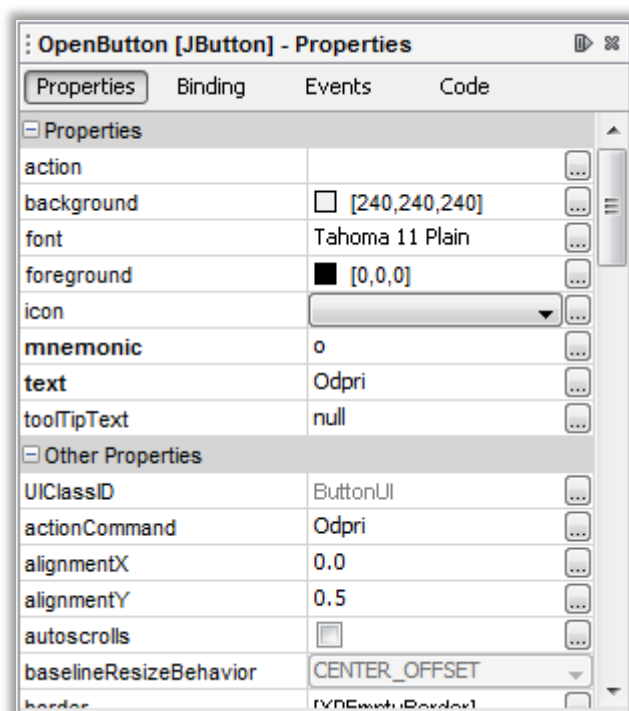 OpenButton [JButton] - Properties
Properties Binding Events Code
Properties
action ...
background [240,240,240] ...
font Tahoma 11 Plain ...
foreground [0,0,0] ...
icon ...
mnemonic o ...
text Odpri ...
toolTipText null ...
Other Properties
UIClassID ButtonUI ...
actionCommand Odpri ...
alignmentX 0.0 ...
alignmentY 0.5 ...
autoscrolls ...
baselineResizeBehavior CENTER_OFFSET
border [XPEmptyBorder]